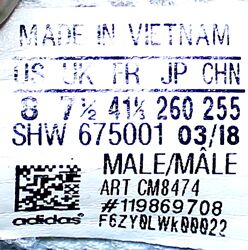 MADE IN VIETNAM
US UK FR JP CHN
8 7½ 41⅓ 260 255
SHW 675001 03/18
MALE/MÂLE
ART CM8474
#119869708
adidas F6ZY0LWk00022